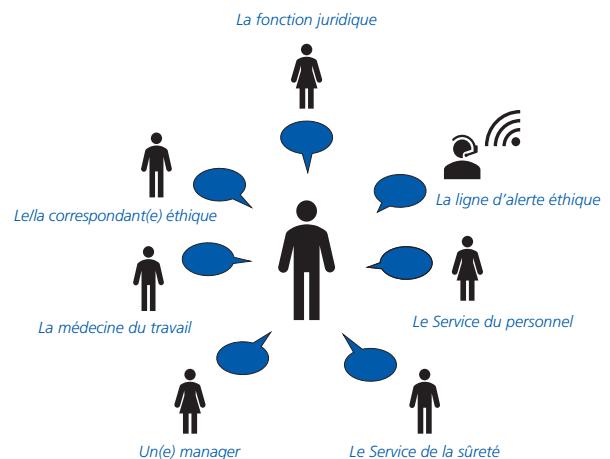 La fonction juridique
La ligne d'alerte éthique
Le/la correspondant(e) éthique
Le Service du personnel
La médecine du travail
Un(e) manager
Le Service de la sûreté